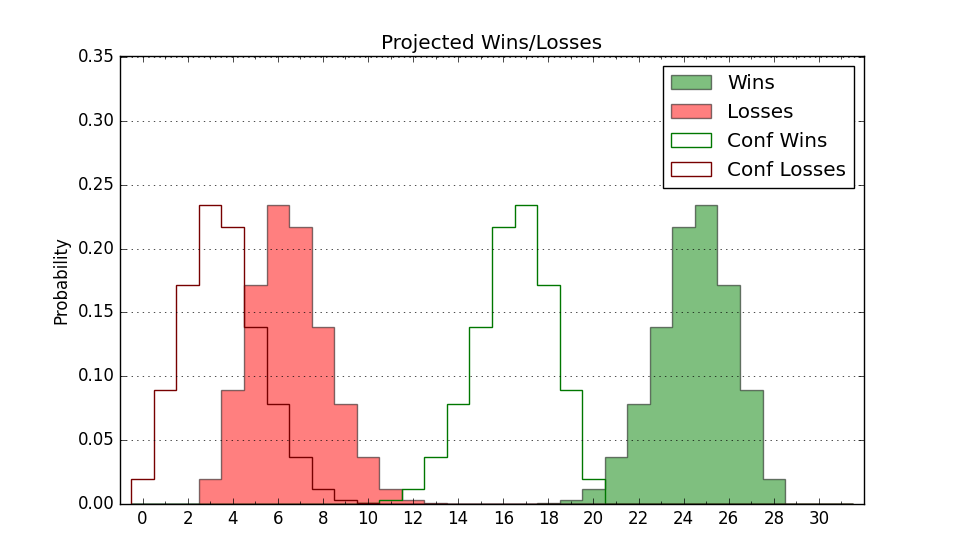 Projected Wins/Losses
0.35
0.30
0.25
0.20
0.15
0.10
0.05
0.00
Probability
Wins
Losses
Conf Wins
Conf Losses
0 2 4 6 8 10 12 14 16 18 20 22 24 26 28 30